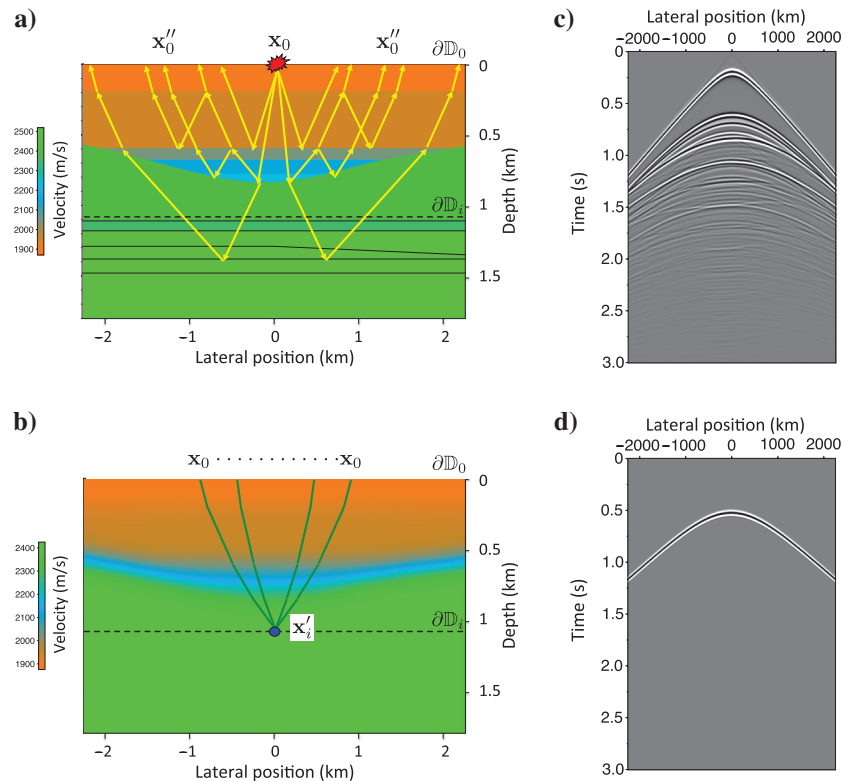 a)
x₀″ x₀ x₀″ ∂𝔻₀
0
0.5
1
1.5
Depth (km)
∂𝔻ᵢ
2500
2400
2300
2200
2100
2000
1900
Velocity (m/s)
−2 −1 0 1 2
Lateral position (km)
b)
x₀ · · · · · · · · · · · x₀ ∂𝔻₀
0
0.5
1
1.5
Depth (km)
∂𝔻ᵢ
xᵢ′
2400
2300
2200
2100
2000
1900
Velocity (m/s)
−2 −1 0 1 2
Lateral position (km)
c)
Lateral position (km)
−2000 −1000 0 1000 2000
0
0.5
1.0
1.5
2.0
2.5
3.0
Time (s)
d)
Lateral position (km)
−2000 −1000 0 1000 2000
0
0.5
1.0
1.5
2.0
2.5
3.0
Time (s)